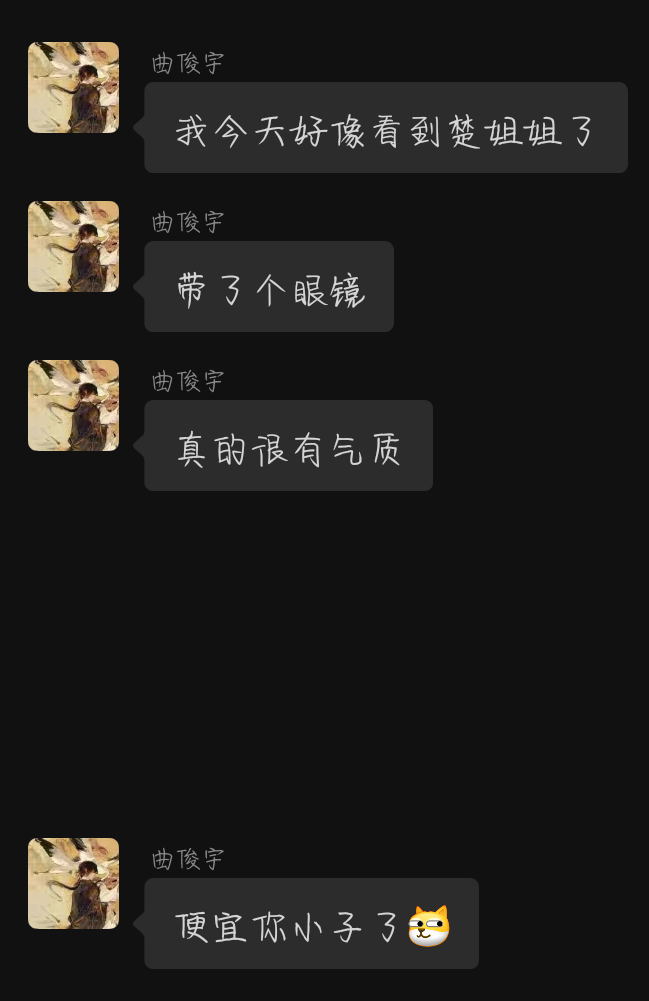 曲俊宇
我今天好像看到楚姐姐了
曲俊宇
带了个眼镜
曲俊宇
真的很有气质
曲俊宇
便宜你小子了